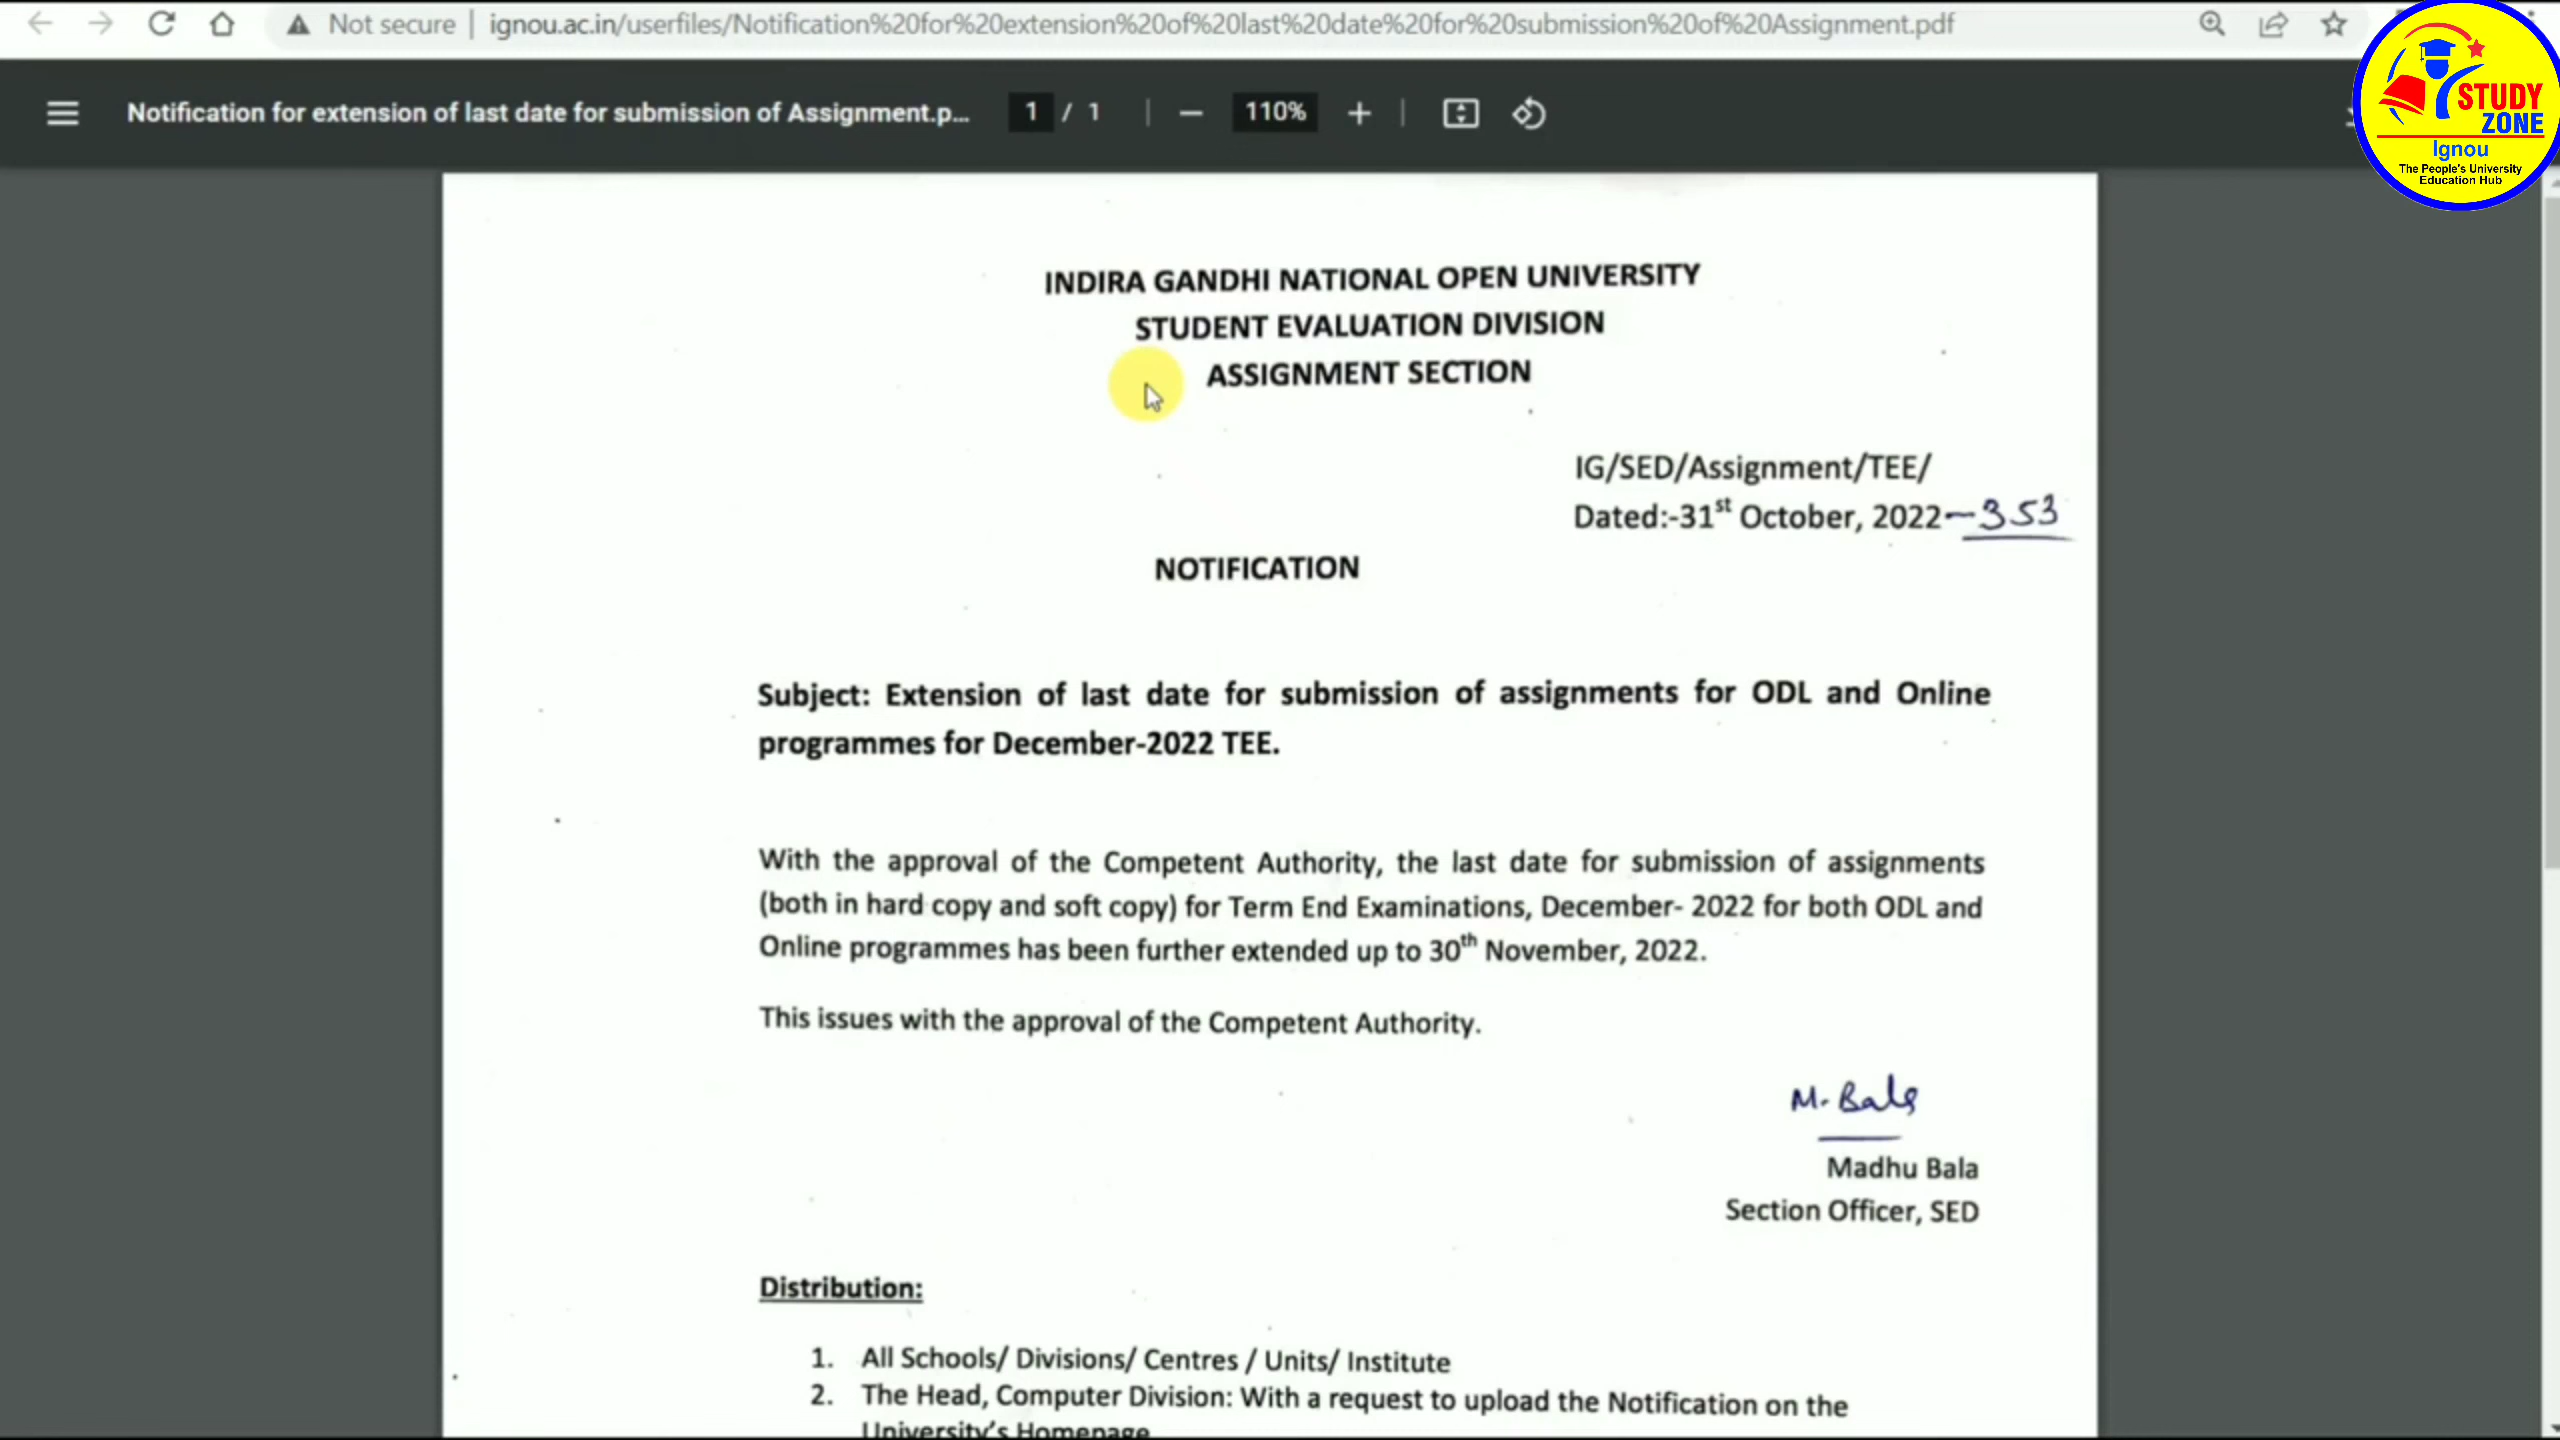 Not secure | ignou.ac.in/userfiles/Notification%20for%20extension%20of%20last%20date%20for%20submission%20of%20Assignment.pdf
Notification for extension of last date for submission of Assignment.p... 1 / 1 110%
STUDY
ZONE
Ignou
The People's University
Education Hub
INDIRA GANDHI NATIONAL OPEN UNIVERSITY
STUDENT EVALUATION DIVISION
ASSIGNMENT SECTION
IG/SED/Assignment/TEE/
Dated:-31st October, 2022 - 353
NOTIFICATION
Subject: Extension of last date for submission of assignments for ODL and Online
programmes for December-2022 TEE.
With the approval of the Competent Authority, the last date for submission of assignments
(both in hard copy and soft copy) for Term End Examinations, December- 2022 for both ODL and
Online programmes has been further extended up to 30th November, 2022.
This issues with the approval of the Competent Authority.
M. Bala
Madhu Bala
Section Officer, SED
Distribution:
1. All Schools/ Divisions/ Centres / Units/ Institute
2. The Head, Computer Division: With a request to upload the Notification on the
University's Homepage